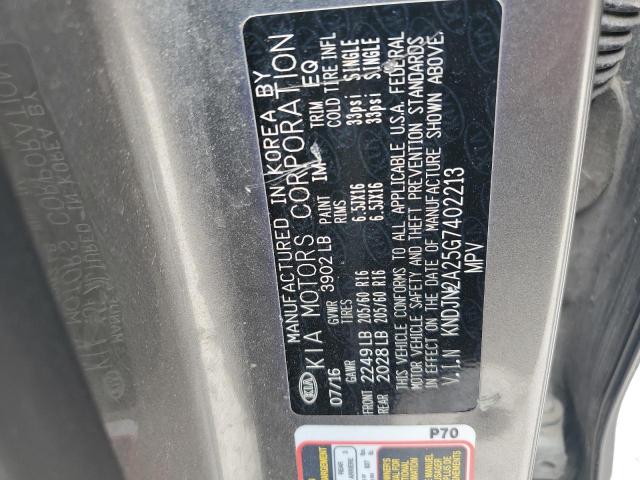 KIA
MANUFACTURED IN KOREA BY
KIA MOTORS CORPORATION
07/16 GVWR 3902 LB PAINT IM TRIM EQ
GAWR TIRES RIMS COLD TIRE INFL
FRONT 2249 LB 205/60 R16 6.5JX16 33psi SINGLE
REAR 2028 LB 205/60 R16 6.5JX16 33psi SINGLE
THIS VEHICLE CONFORMS TO ALL APPLICABLE U.S.A. FEDERAL
MOTOR VEHICLE SAFETY AND THEFT PREVENTION STANDARDS
IN EFFECT ON THE DATE OF MANUFACTURE SHOWN ABOVE.
V.I.N KNDJN2A25G7402213
MPV
P70
REAR
ARRIÈRE